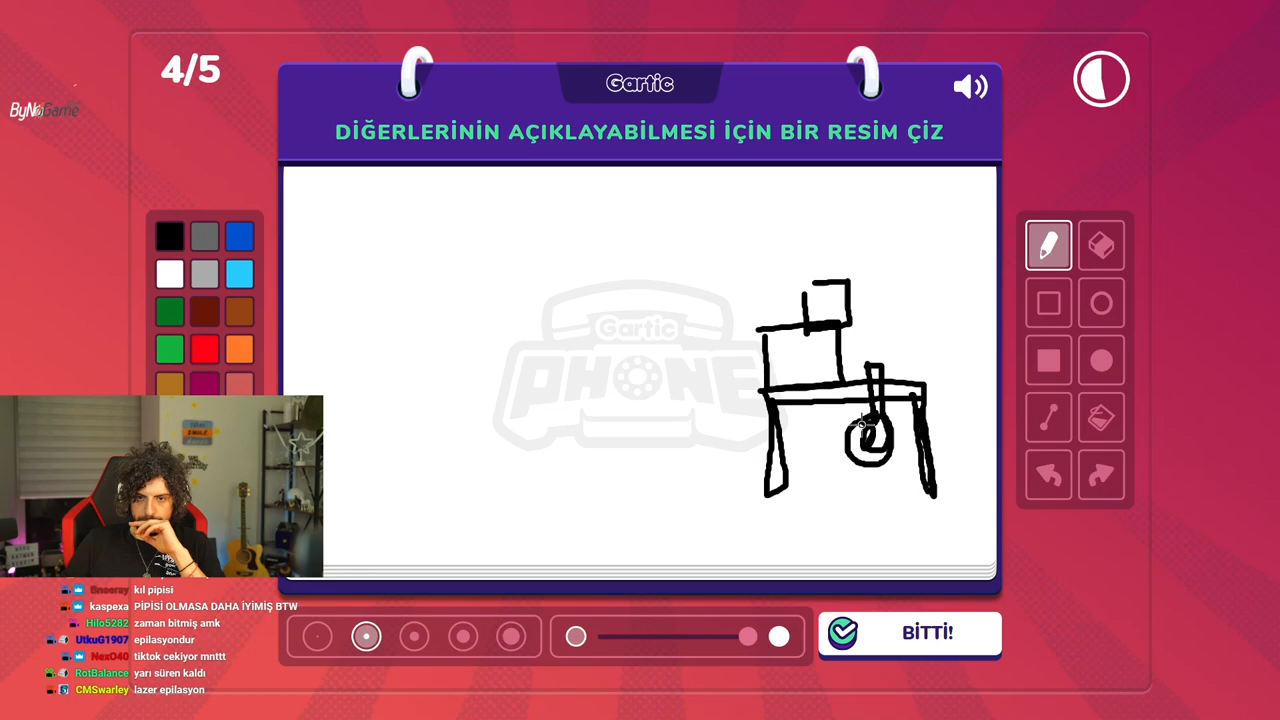 4/5
Gartic
DİĞERLERİNİN AÇIKLAYABİLMESİ İÇİN BİR RESİM ÇİZ
ByNoGame
Gartic
PHONE
kıl pipisi
kaspexa PİPİSİ OLMASA DAHA İYİMİŞ BTW
Hilo5282 zaman bitmiş amk
UtkuG1907 epilasyondur
NexO40 tiktok cekiyor mnttt
RotBalance yarı süren kaldı
CMSwarley lazer epilasyon
BİTTİ!